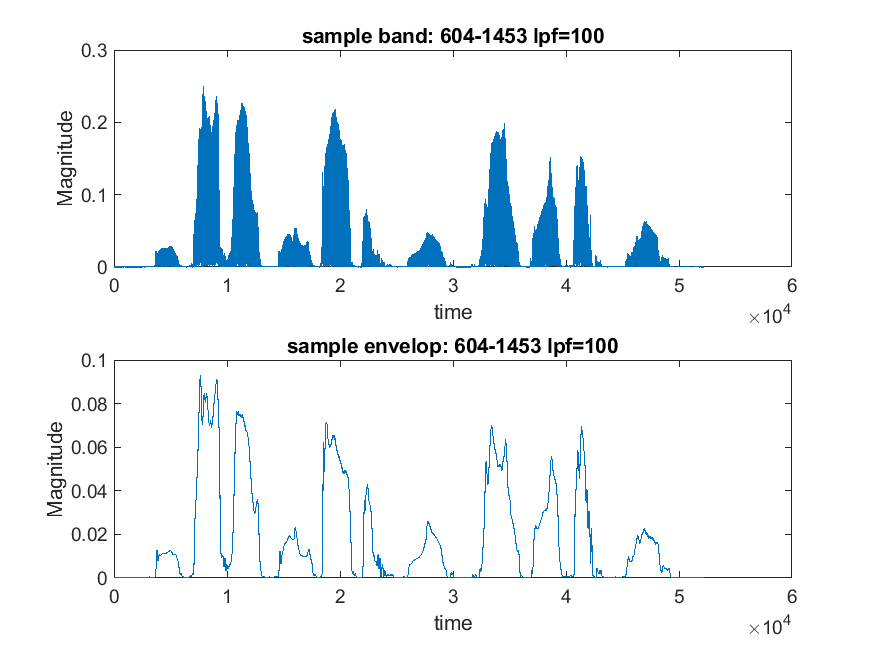 sample band: 604-1453 lpf=100
0.3
0.2
0.1
0
Magnitude
0 1 2 3 4 5 6
time
×10^4
sample envelop: 604-1453 lpf=100
0.1
0.08
0.06
0.04
0.02
0
Magnitude
0 1 2 3 4 5 6
time
×10^4